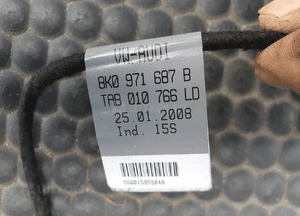 VW-AUDI
8K0 971 687 B
TAB 010 766 LD
25.01.2008
Ind. 15S